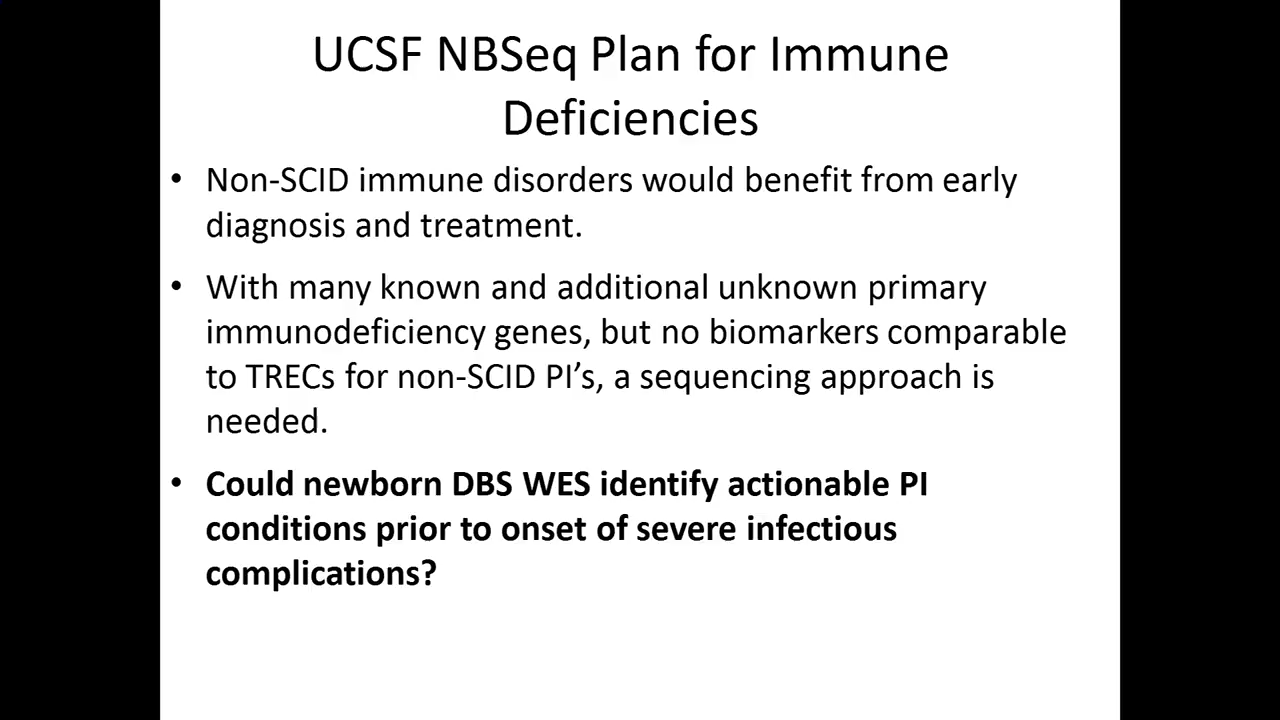 UCSF NBSeq Plan for Immune
Deficiencies
• Non-SCID immune disorders would benefit from early
diagnosis and treatment.
• With many known and additional unknown primary
immunodeficiency genes, but no biomarkers comparable
to TRECs for non-SCID PI’s, a sequencing approach is
needed.
• Could newborn DBS WES identify actionable PI
conditions prior to onset of severe infectious
complications?